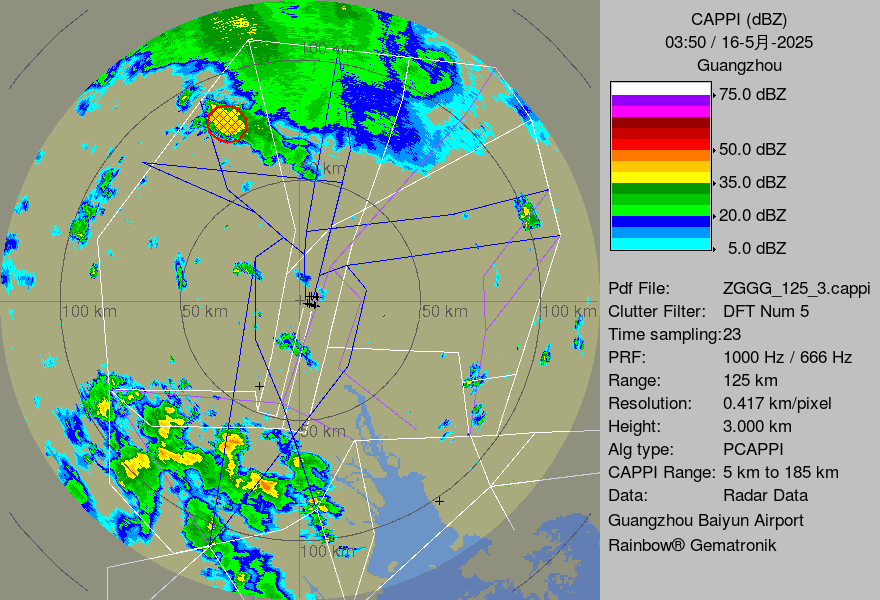 CAPPI (dBZ)
03:50 / 16-5月-2025
Guangzhou
75.0 dBZ
50.0 dBZ
35.0 dBZ
20.0 dBZ
5.0 dBZ
Pdf File: ZGGG_125_3.cappi
Clutter Filter: DFT Num 5
Time sampling:23
PRF: 1000 Hz / 666 Hz
Range: 125 km
Resolution: 0.417 km/pixel
Height: 3.000 km
Alg type: PCAPPI
CAPPI Range: 5 km to 185 km
Data: Radar Data
Guangzhou Baiyun Airport
Rainbow® Gematronik
100 km
50 km
100 km
50 km
50 km
100 km
50 km
100 km